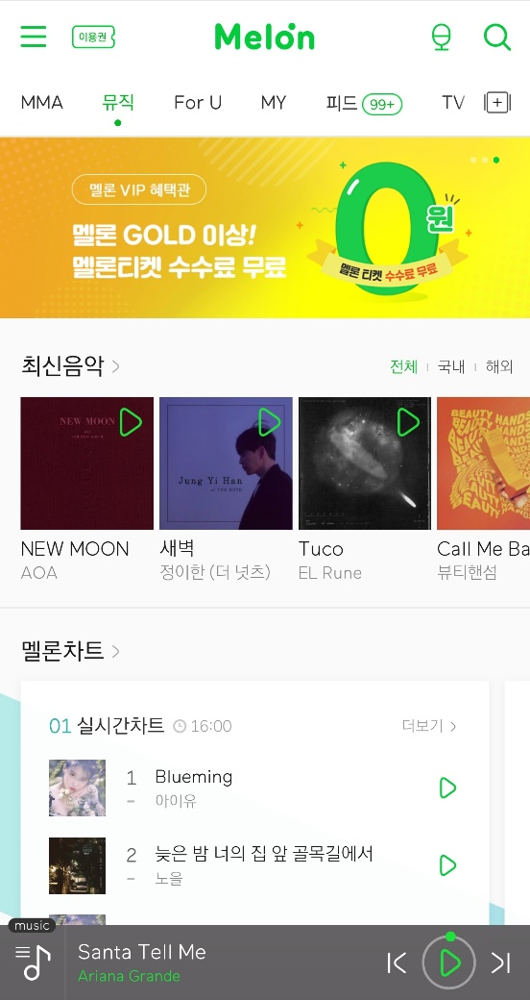 이용권
Melon
MMA 뮤직 For U MY 피드 99+ TV
멜론 VIP 혜택관
멜론 GOLD 이상!
멜론티켓 수수료 무료
0원
멜론 티켓 수수료 무료
최신음악
전체 국내 해외
NEW MOON
Jung Yi Han
of THE NUTS
BEAUTY HANDS
NEW MOON
AOA
새벽
정이한 (더 넛츠)
Tuco
EL Rune
Call Me Ba
뷰티핸섬
멜론차트
01 실시간차트 16:00 더보기
1 Blueming
아이유
2 늦은 밤 너의 집 앞 골목길에서
노을
music
Santa Tell Me
Ariana Grande